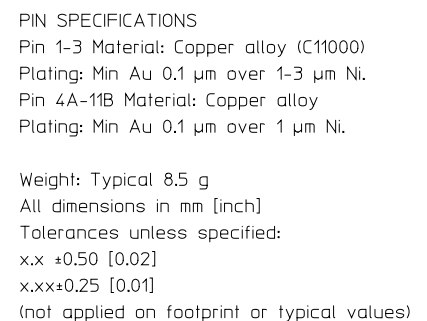 PIN SPECIFICATIONS
Pin 1-3 Material: Copper alloy (C11000)
Plating: Min Au 0.1 µm over 1-3 µm Ni.
Pin 4A-11B Material: Copper alloy
Plating: Min Au 0.1 µm over 1 µm Ni.
Weight: Typical 8.5 g
All dimensions in mm [inch]
Tolerances unless specified:
x.x ±0.50 [0.02]
x.xx±0.25 [0.01]
(not applied on footprint or typical values)